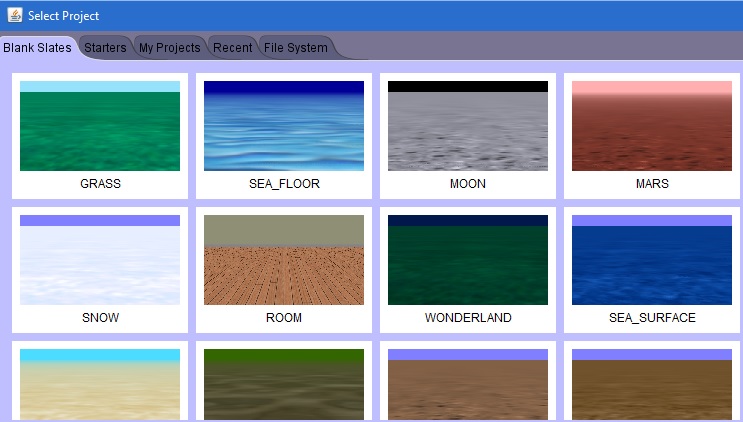 Select Project
Blank Slates Starters My Projects Recent File System
GRASS SEA_FLOOR MOON MARS
SNOW ROOM WONDERLAND SEA_SURFACE